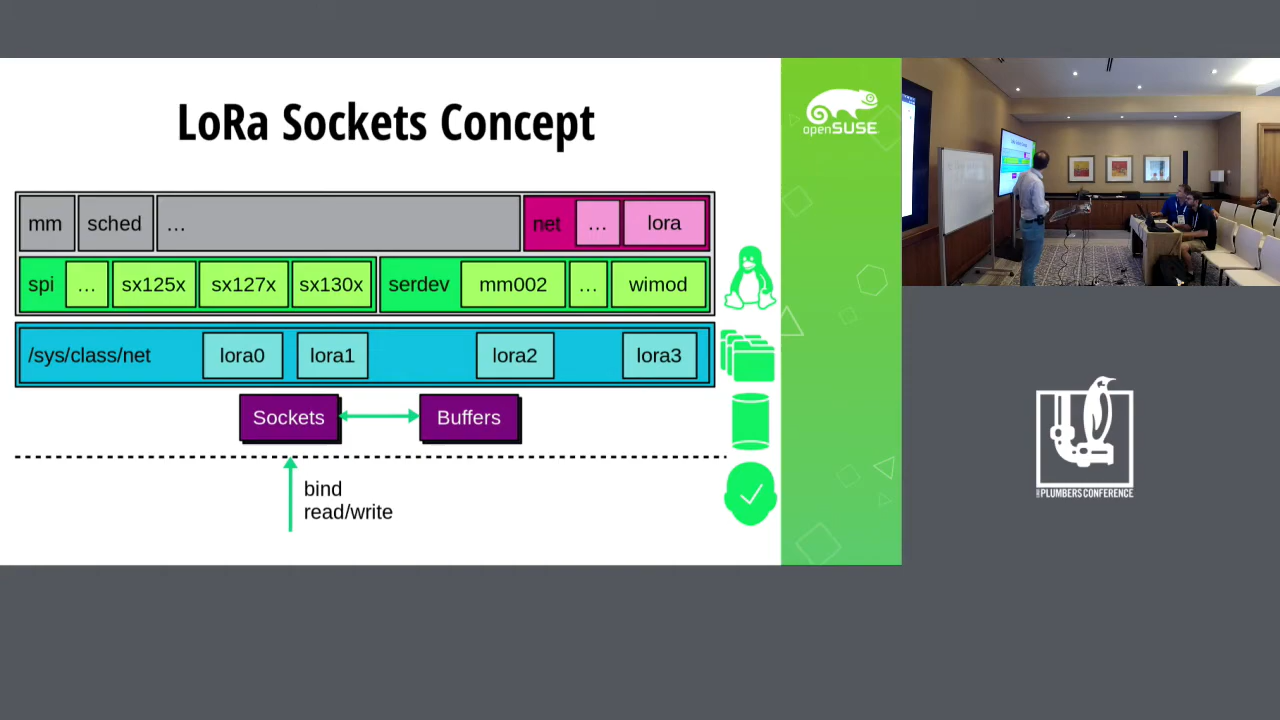 LoRa Sockets Concept
openSUSE
mm
sched
...
net
...
lora
spi
...
sx125x
sx127x
sx130x
serdev
mm002
...
wimod
/sys/class/net
lora0
lora1
lora2
lora3
Sockets
Buffers
bind
read/write
PLUMBERS CONFERENCE